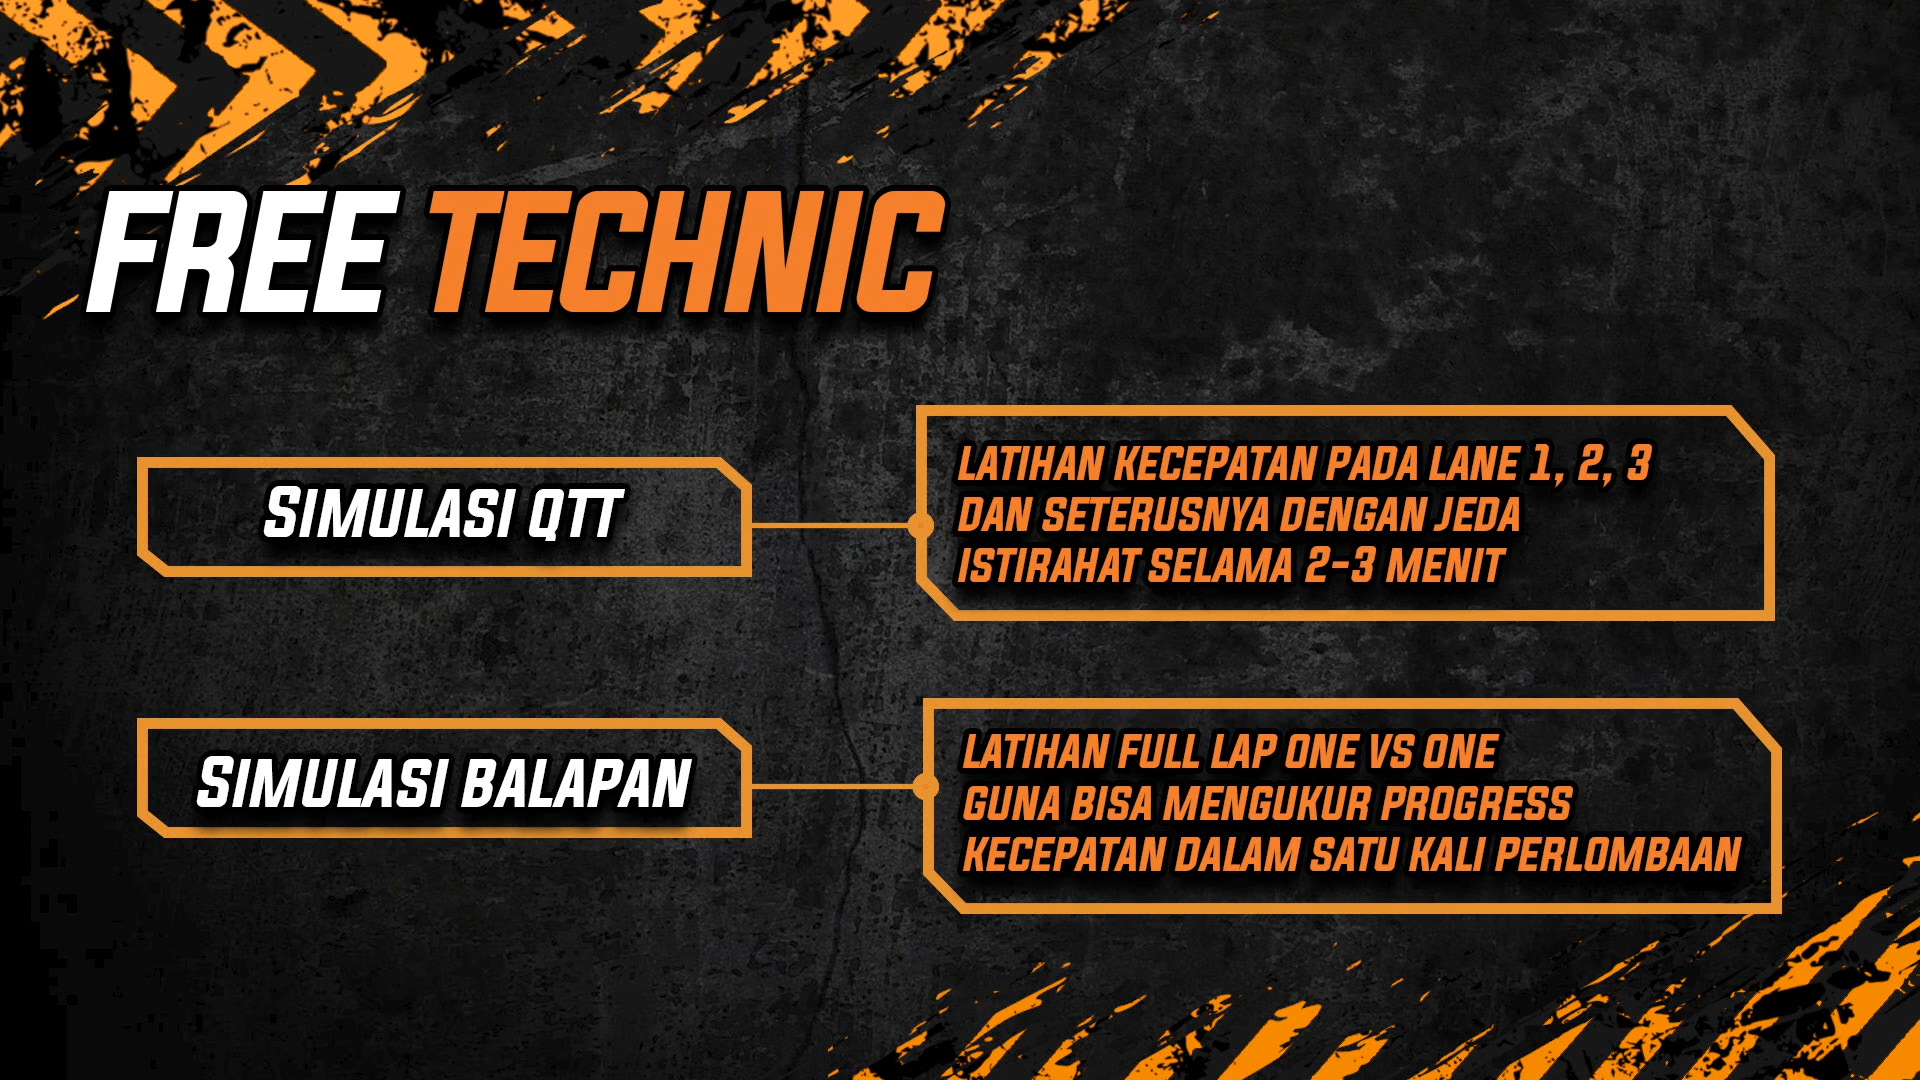 FREE TECHNIC
SIMULASI QTT
LATIHAN KECEPATAN PADA LANE 1, 2, 3
DAN SETERUSNYA DENGAN JEDA
ISTIRAHAT SELAMA 2-3 MENIT
SIMULASI BALAPAN
LATIHAN FULL LAP ONE VS ONE
GUNA BISA MENGUKUR PROGRESS
KECEPATAN DALAM SATU KALI PERLOMBAAN